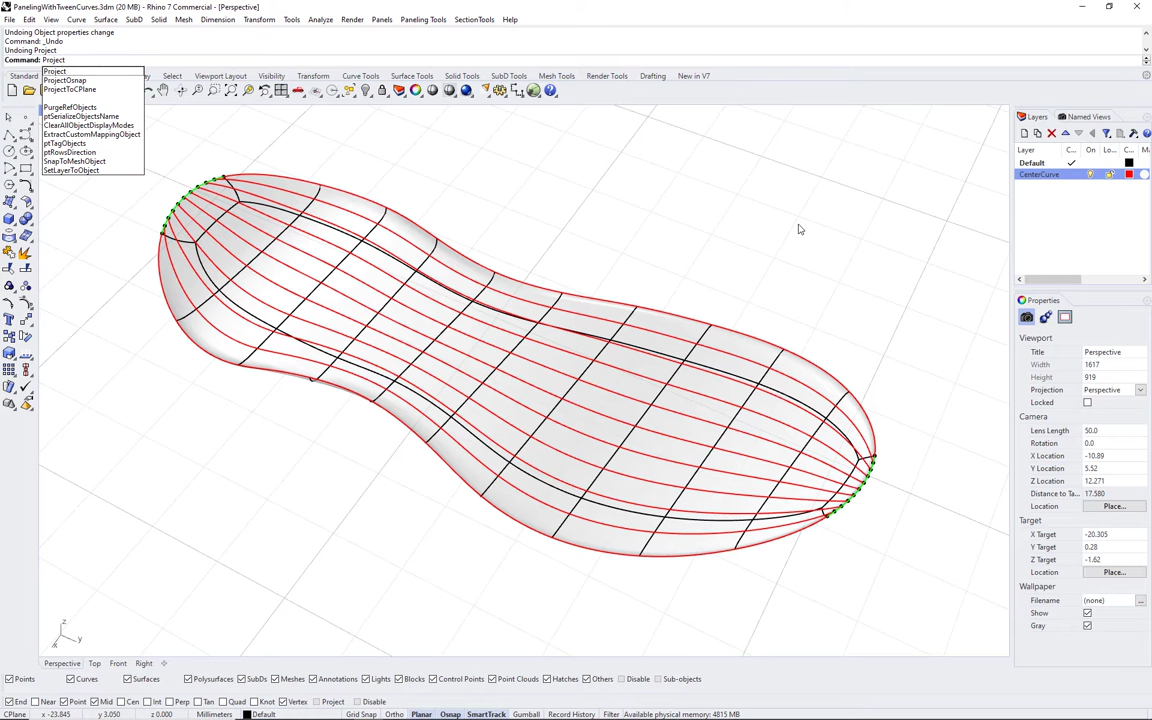 PanelingWithTweenCurves.3dm (20 MB) - Rhino 7 Commercial - [Perspective]
File Edit View Curve Surface SubD Solid Mesh Dimension Transform Tools Analyze Render Panels Paneling Tools SectionTools Help
Undoing Object properties change
Command: _Undo
Undoing Project
Command: Project
Standard Select Viewport Layout Visibility Transform Curve Tools Surface Tools Solid Tools SubD Tools Mesh Tools Render Tools Drafting New in V7
Project
ProjectOsnap
ProjectToCPlane
PurgeRefObjects
ptSerializeObjectsName
ClearAllObjectDisplayModes
ExtractCustomMappingObject
ptTagObjects
ptRowsDirection
SnapToMeshObject
SetLayerToObject
Layers Named Views
Layer C... On Lo... C... M
Default
CenterCurve
Properties
Viewport
Title Perspective
Width 1617
Height 919
Projection Perspective
Locked
Camera
Lens Length 50.0
Rotation 0.0
X Location -10.89
Y Location 5.52
Z Location 12.271
Distance to Ta... 17.580
Location Place...
Target
X Target -20.305
Y Target 0.28
Z Target -1.62
Location Place...
Wallpaper
Filename (none) ...
Show
Gray
z
y
x
Perspective Top Front Right
Points Curves Surfaces Polysurfaces SubDs Meshes Annotations Lights Blocks Control Points Point Clouds Hatches Others Disable Sub-objects
End Near Point Mid Cen Int Perp Tan Quad Knot Vertex Project Disable
CPlane x -23.845 y 3.050 z 0.000 Millimeters Default Grid Snap Ortho Planar Osnap SmartTrack Gumball Record History Filter Available physical memory: 4815 MB